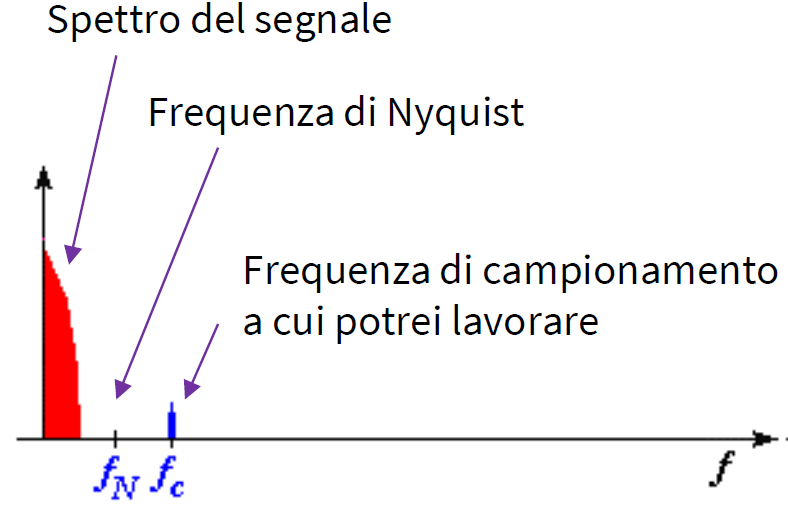 Spettro del segnale
Frequenza di Nyquist
Frequenza di campionamento
a cui potrei lavorare
f_N f_c
f